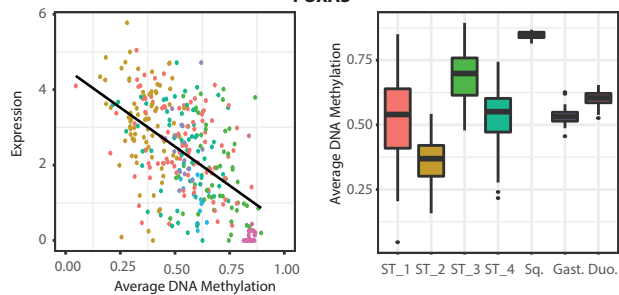 6
4
2
0
Expression
0.00 0.25 0.50 0.75 1.00
Average DNA Methylation
0.75
0.50
0.25
Average DNA Methylation
ST_1 ST_2 ST_3 ST_4 Sq. Gast. Duo.